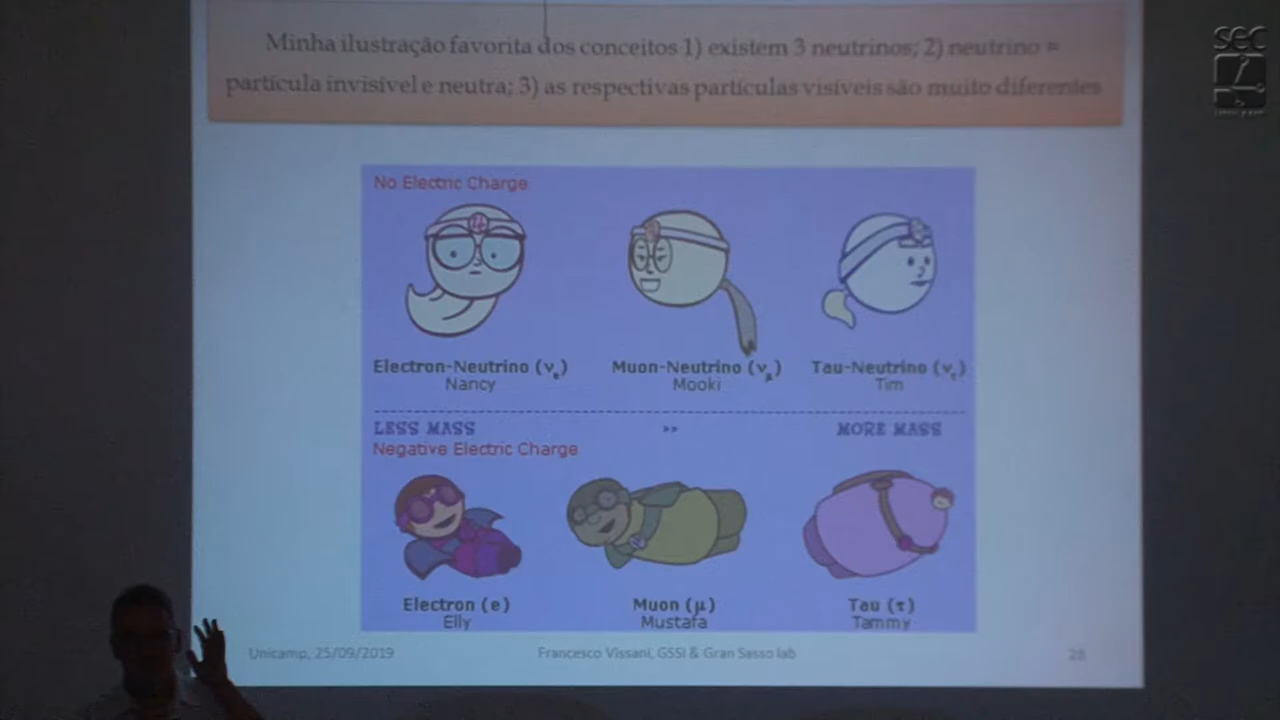 Minha ilustração favorita dos conceitos 1) existem 3 neutrinos; 2) neutrino =
partícula invisível e neutra; 3) as respectivas partículas visíveis são muito diferentes
sec
No Electric Charge
Electron-Neutrino (νe) Muon-Neutrino (νμ) Tau-Neutrino (ντ)
Nancy Mooki Tim
LESS MASS >> MORE MASS
Negative Electric Charge
Electron (e) Muon (μ) Tau (τ)
Elly Mustafa Tammy
Unicamp, 25/09/2019 Francesco Vissani, GSSI & Gran Sasso lab 28